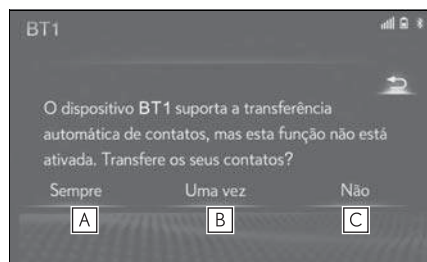 BT1
O dispositivo BT1 suporta a transferência
automática de contatos, mas esta função não está
ativada. Transfere os seus contatos?
Sempre Uma vez Não
A B C